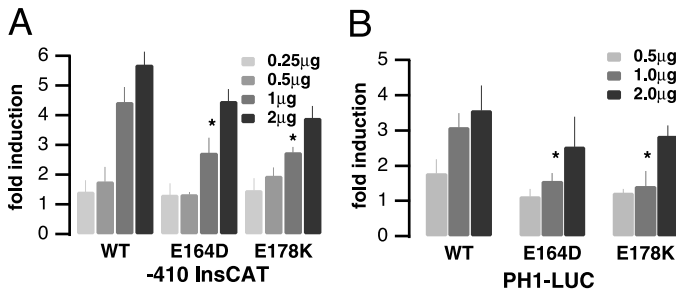 A
fold induction
6
5
4
3
2
1
0
0.25µg
0.5µg
1µg
2µg
*
*
WT E164D E178K
-410 InsCAT
B
fold induction
5
4
3
2
1
0
0.5µg
1.0µg
2.0µg
*
*
WT E164D E178K
PH1-LUC